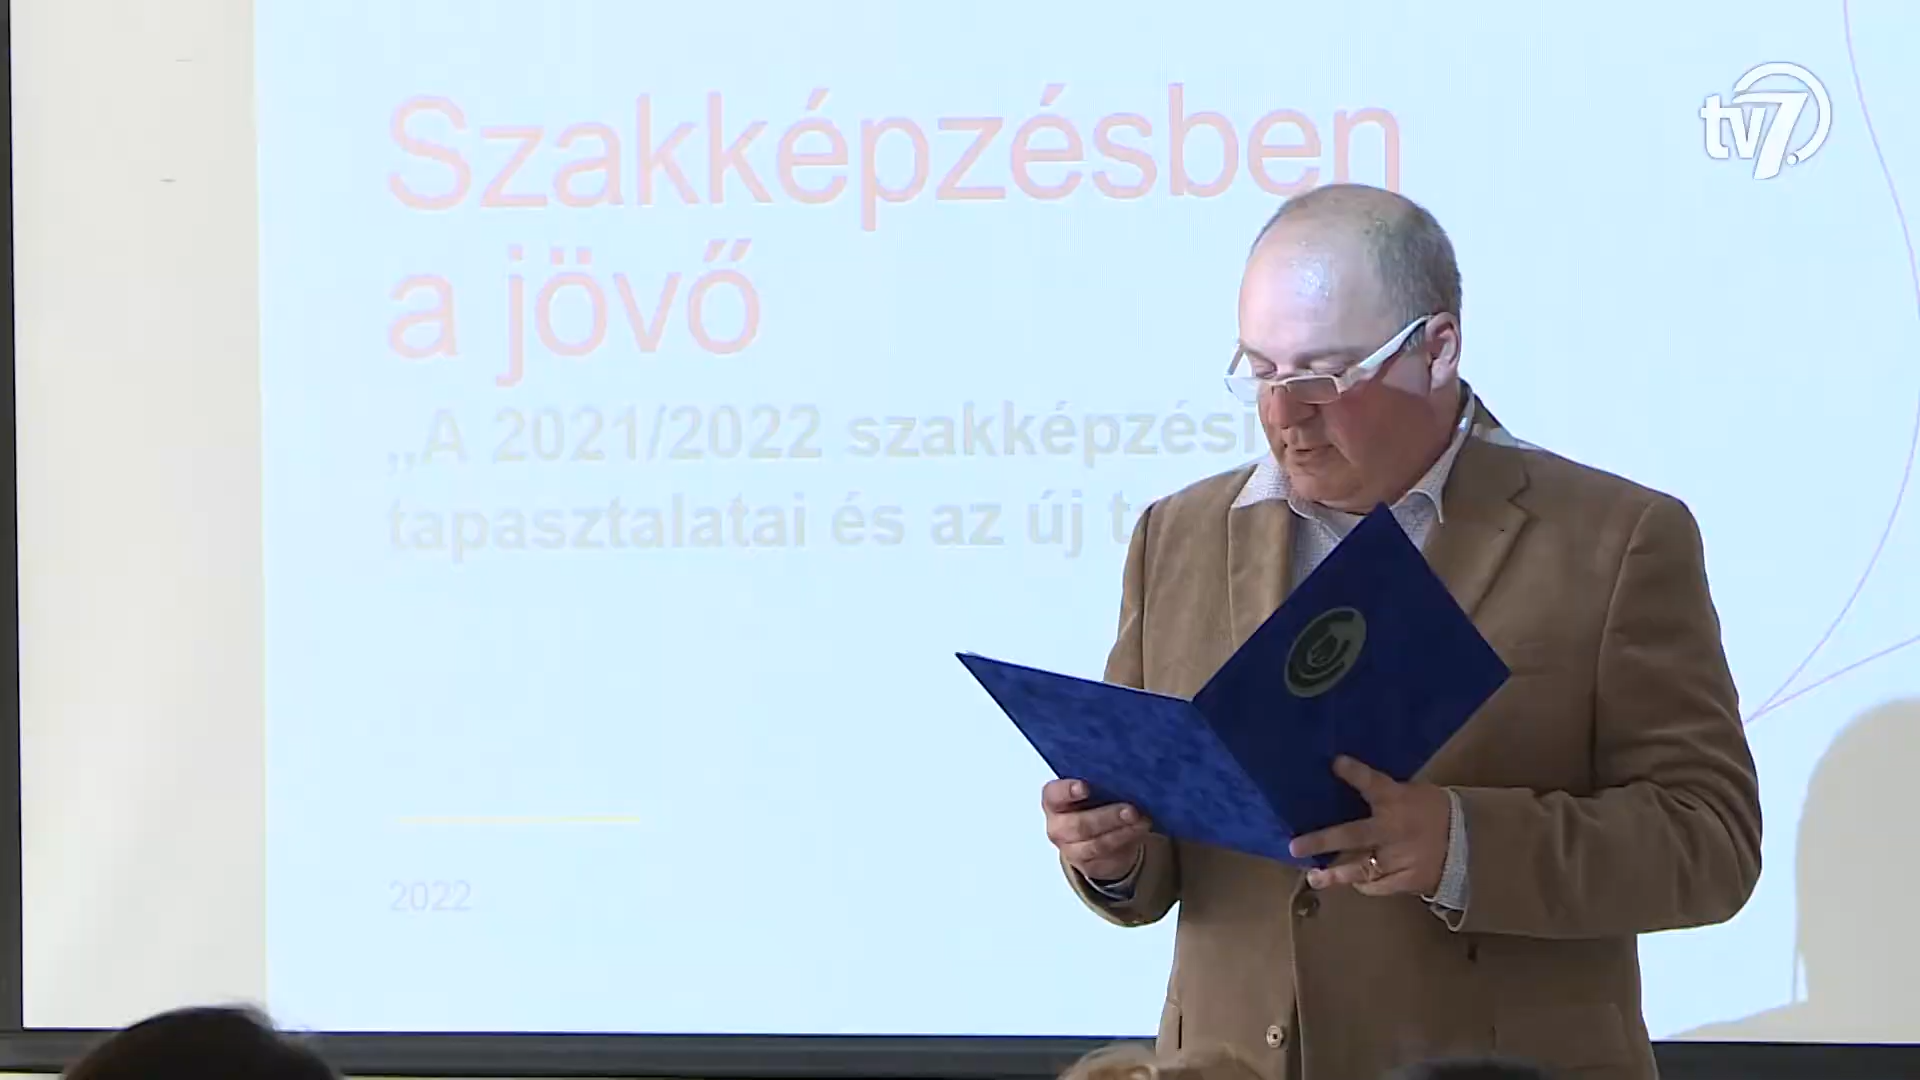 Szakképzésben
a jövő
„A 2021/2022 szakképzési
tapasztalatai és az új
2022
tv7